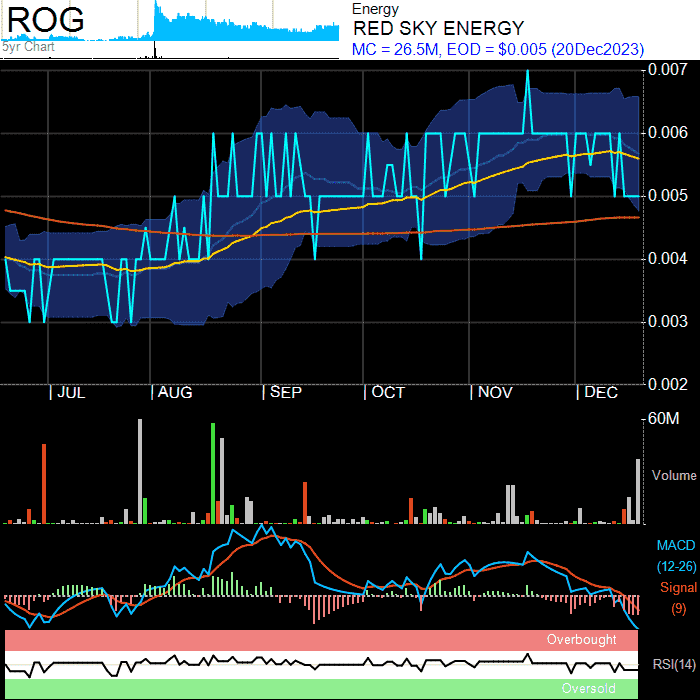 ROG
5yr Chart
Energy
RED SKY ENERGY
MC = 26.5M, EOD = $0.005 (20Dec2023)
0.007
0.006
0.005
0.004
0.003
0.002
| JUL | AUG | SEP | OCT | NOV | DEC
60M
Volume
MACD
(12-26)
Signal
(9)
Overbought
RSI(14)
Oversold